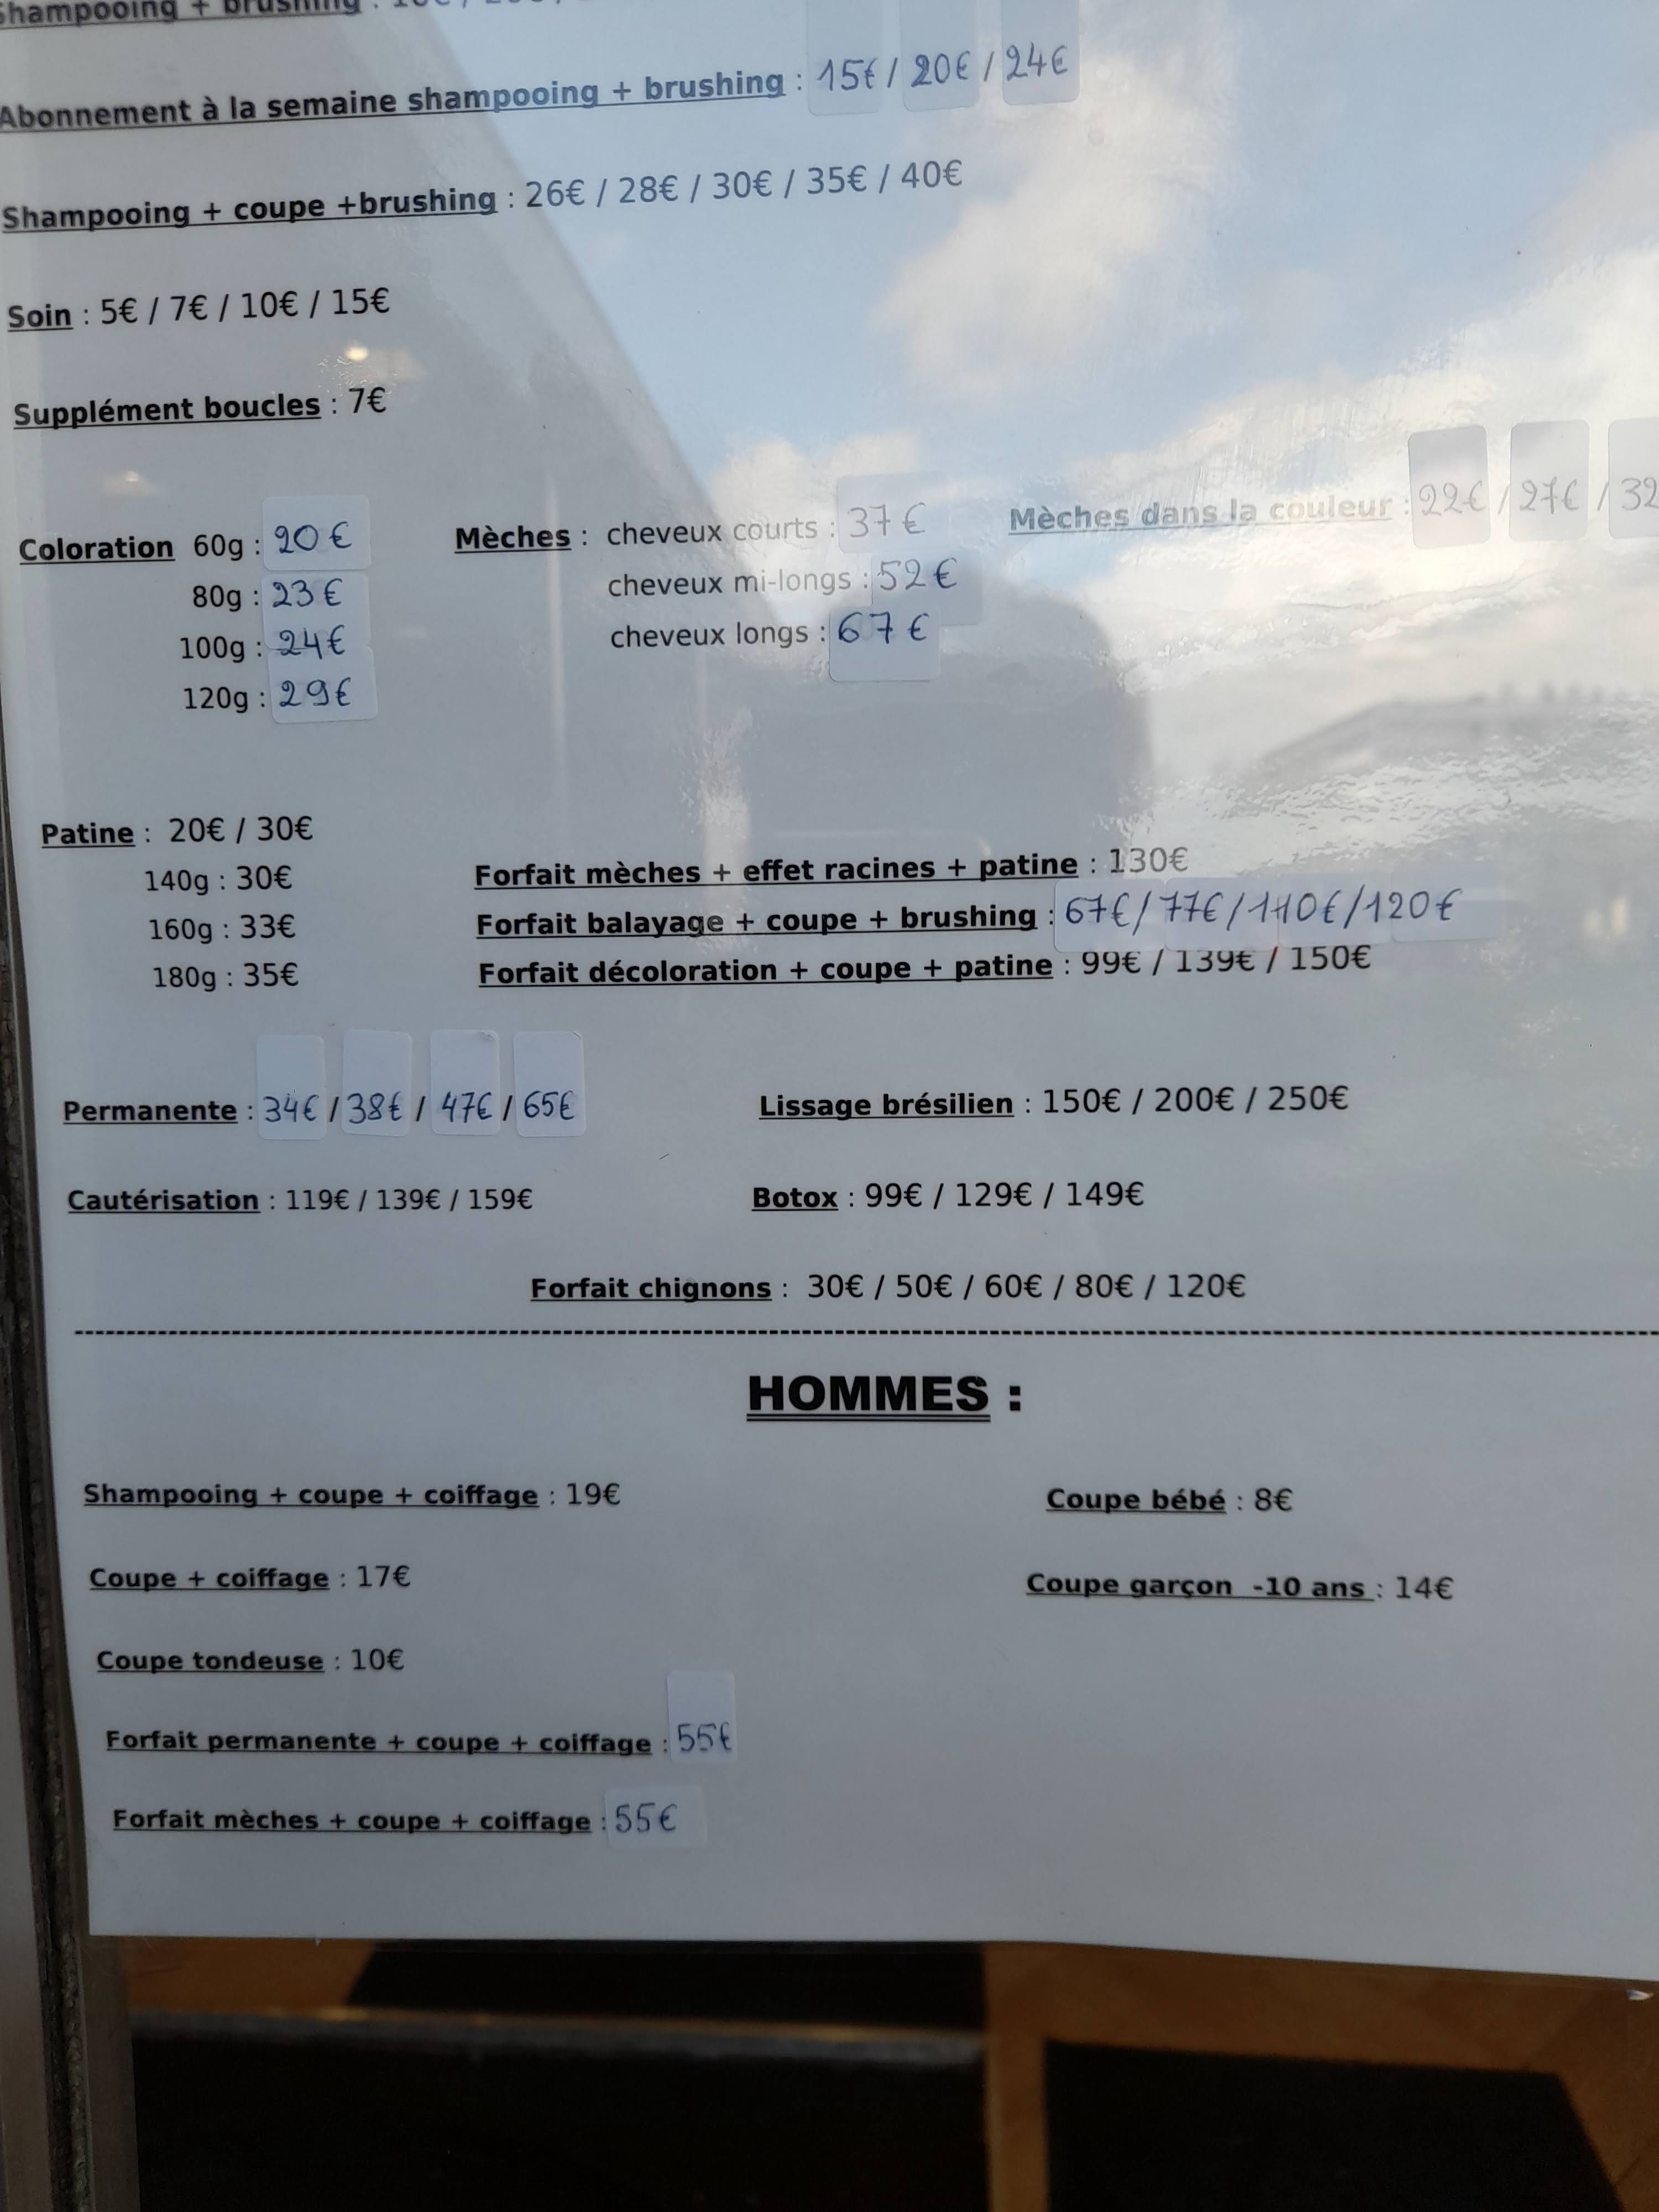 Shampooing + brushing :
Abonnement à la semaine shampooing + brushing : 15€ / 20€ / 24€
Shampooing + coupe +brushing : 26€ / 28€ / 30€ / 35€ / 40€
Soin : 5€ / 7€ / 10€ / 15€
Supplément boucles : 7€
Coloration 60g : 20€
80g : 23€
100g : 24€
120g : 29€
Mèches : cheveux courts : 37€
cheveux mi-longs : 52€
cheveux longs : 67€
Mèches dans la couleur : 22€ / 27€ / 32
Patine : 20€ / 30€
140g : 30€
160g : 33€
180g : 35€
Forfait mèches + effet racines + patine : 130€
Forfait balayage + coupe + brushing : 67€ / 77€ / 110€ / 120€
Forfait décoloration + coupe + patine : 99€ / 139€ / 150€
Permanente : 34€ / 38€ / 47€ / 65€
Lissage brésilien : 150€ / 200€ / 250€
Cautérisation : 119€ / 139€ / 159€
Botox : 99€ / 129€ / 149€
Forfait chignons : 30€ / 50€ / 60€ / 80€ / 120€
HOMMES :
Shampooing + coupe + coiffage : 19€
Coupe + coiffage : 17€
Coupe tondeuse : 10€
Forfait permanente + coupe + coiffage : 55€
Forfait mèches + coupe + coiffage : 55€
Coupe bébé : 8€
Coupe garçon -10 ans : 14€